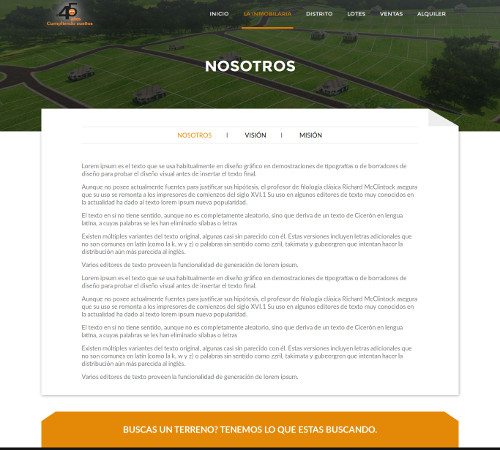 45
Cumpliendo sueños
INICIO LA INMOBILIARIA DISTRITO LOTES VENTAS ALQUILER
NOSOTROS
NOSOTROS | VISIÓN | MISIÓN
Lorem ipsum es el texto que se usa habitualmente en diseño gráfico en demostraciones de tipografías o de borradores de
diseño para probar el diseño visual antes de insertar el texto final.
Aunque no posee actualmente fuentes para justificar sus hipótesis, el profesor de filología clásica Richard McClintock asegura
que su uso se remonta a los impresores de comienzos del siglo XVI.1 Su uso en algunos editores de texto muy conocidos en
la actualidad ha dado al texto lorem ipsum nueva popularidad.
El texto en sí no tiene sentido, aunque no es completamente aleatorio, sino que deriva de un texto de Cicerón en lengua
latina, a cuyas palabras se les han eliminado sílabas o letras
Existen múltiples variantes del texto original, algunas casi sin parecido con él. Estas versiones incluyen letras adicionales que
no son comunes en latín (como la k, w y z) o palabras sin sentido como zzril, takimata y gubeorgren que intentan hacer la
distribución aún más parecida al inglés.
Varios editores de texto proveen la funcionalidad de generación de lorem ipsum.
Lorem ipsum es el texto que se usa habitualmente en diseño gráfico en demostraciones de tipografías o de borradores de
diseño para probar el diseño visual antes de insertar el texto final.
Aunque no posee actualmente fuentes para justificar sus hipótesis, el profesor de filología clásica Richard McClintock asegura
que su uso se remonta a los impresores de comienzos del siglo XVI.1 Su uso en algunos editores de texto muy conocidos en
la actualidad ha dado al texto lorem ipsum nueva popularidad.
El texto en sí no tiene sentido, aunque no es completamente aleatorio, sino que deriva de un texto de Cicerón en lengua
latina, a cuyas palabras se les han eliminado sílabas o letras
Existen múltiples variantes del texto original, algunas casi sin parecido con él. Estas versiones incluyen letras adicionales que
no son comunes en latín (como la k, w y z) o palabras sin sentido como zzril, takimata y gubeorgren que intentan hacer la
distribución aún más parecida al inglés.
Varios editores de texto proveen la funcionalidad de generación de lorem ipsum.
BUSCAS UN TERRENO? TENEMOS LO QUE ESTAS BUSCANDO.